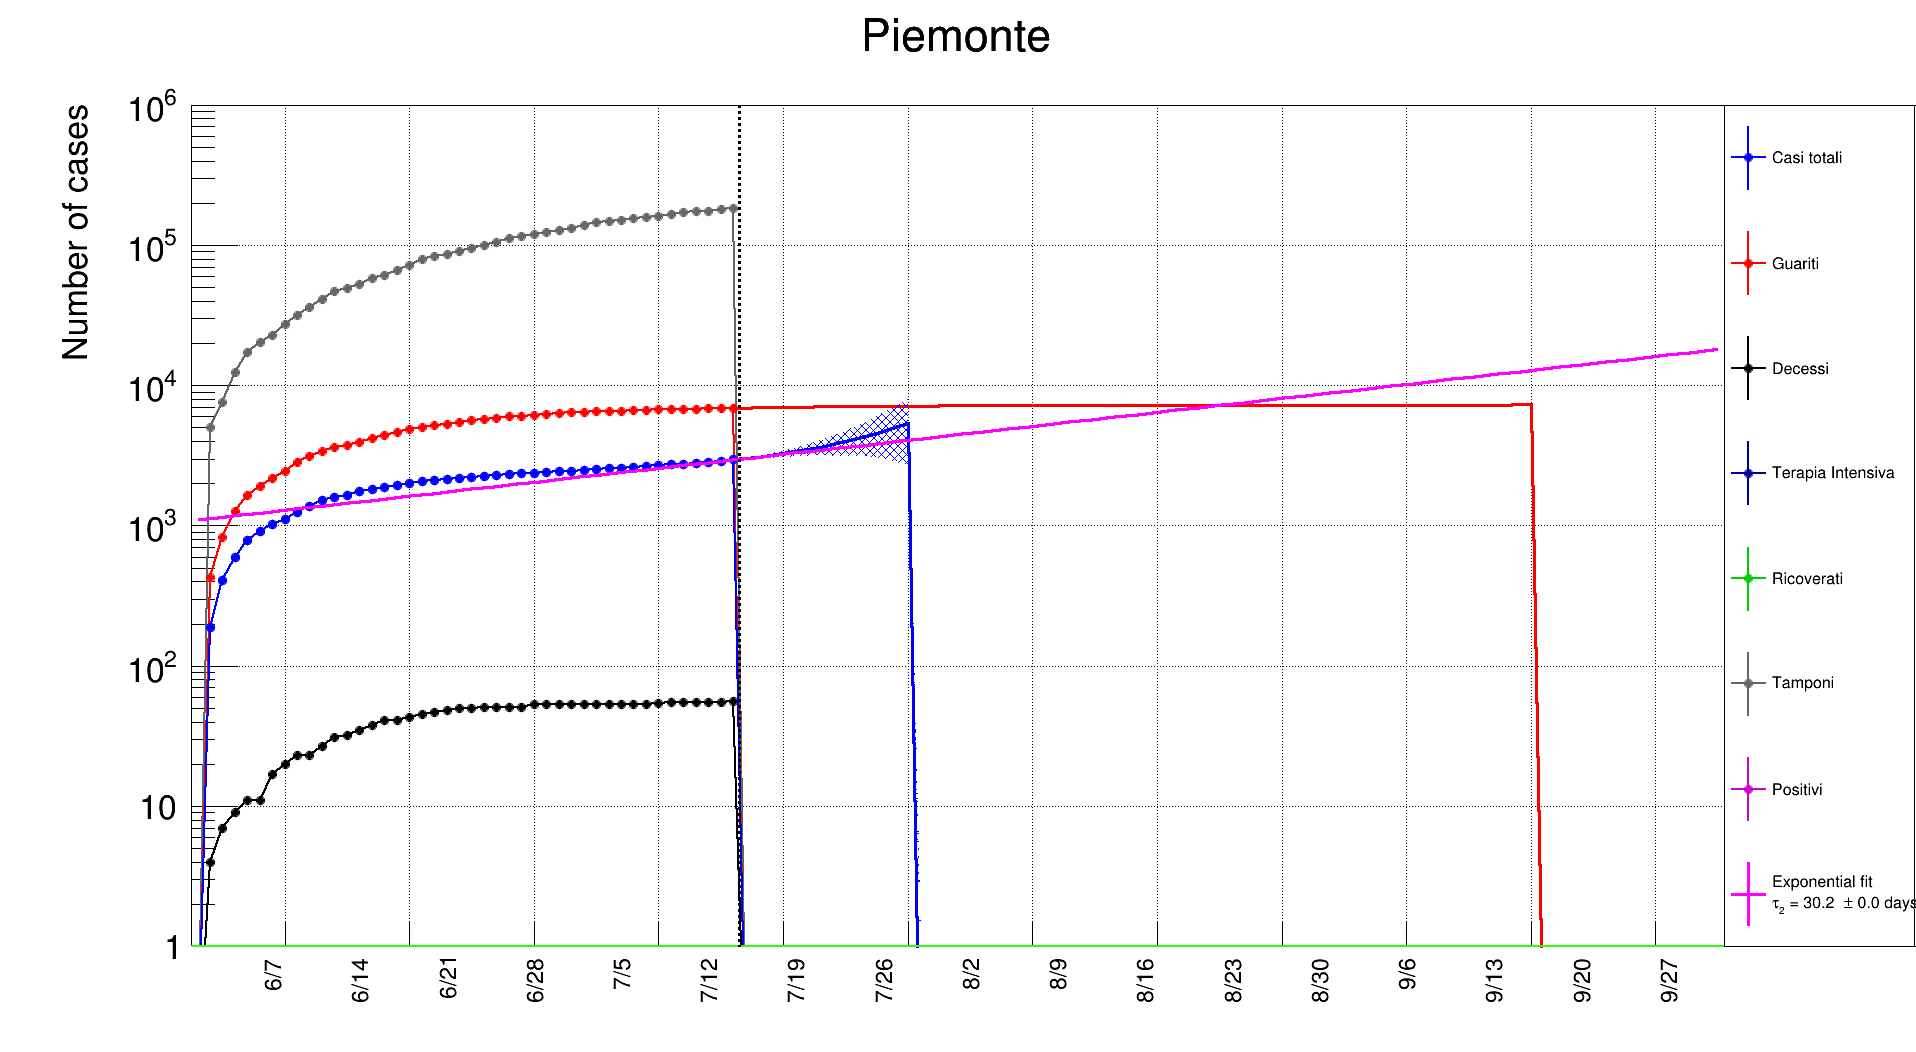 Piemonte
Number of cases
10^6
10^5
10^4
10^3
10^2
10
1
6/7
6/14
6/21
6/28
7/5
7/12
7/19
7/26
8/2
8/9
8/16
8/23
8/30
9/6
9/13
9/20
9/27
Casi totali
Guariti
Decessi
Terapia Intensiva
Ricoverati
Tamponi
Positivi
Exponential fit
τ_2 = 30.2 ± 0.0 days